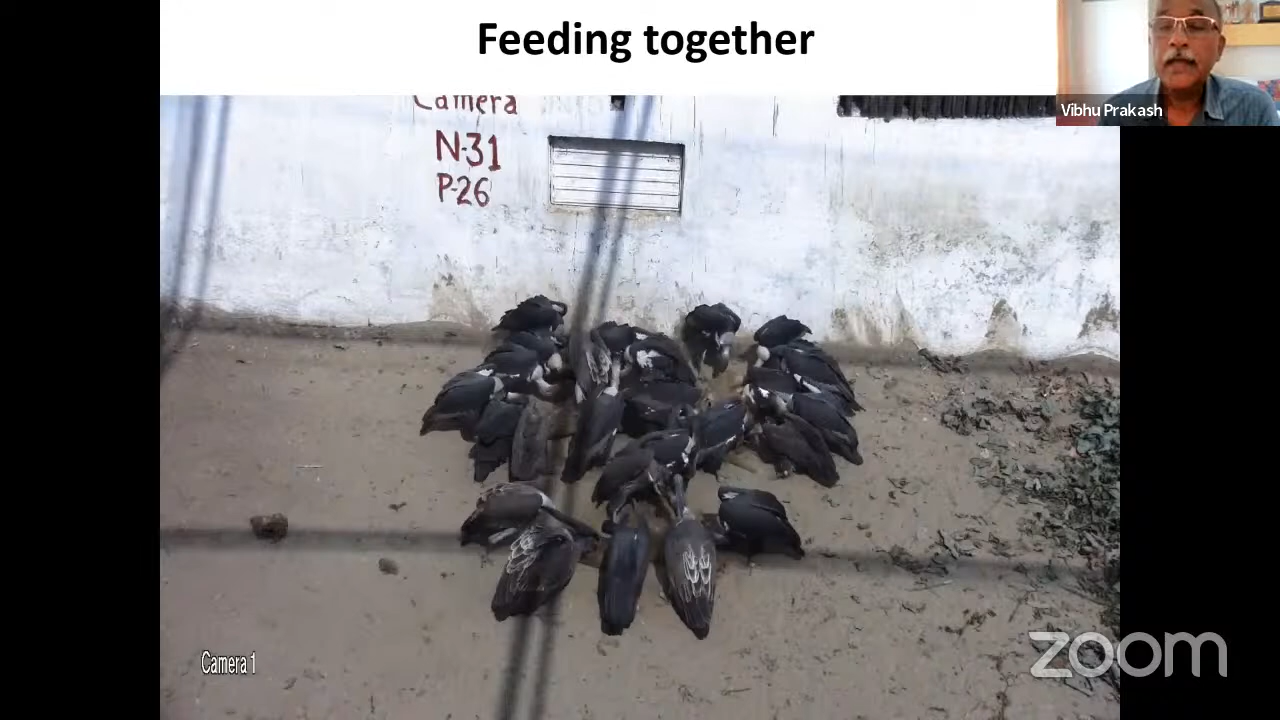 Feeding together
Vibhu Prakash
Camera
N-31
P-26
Camera 1
zoom